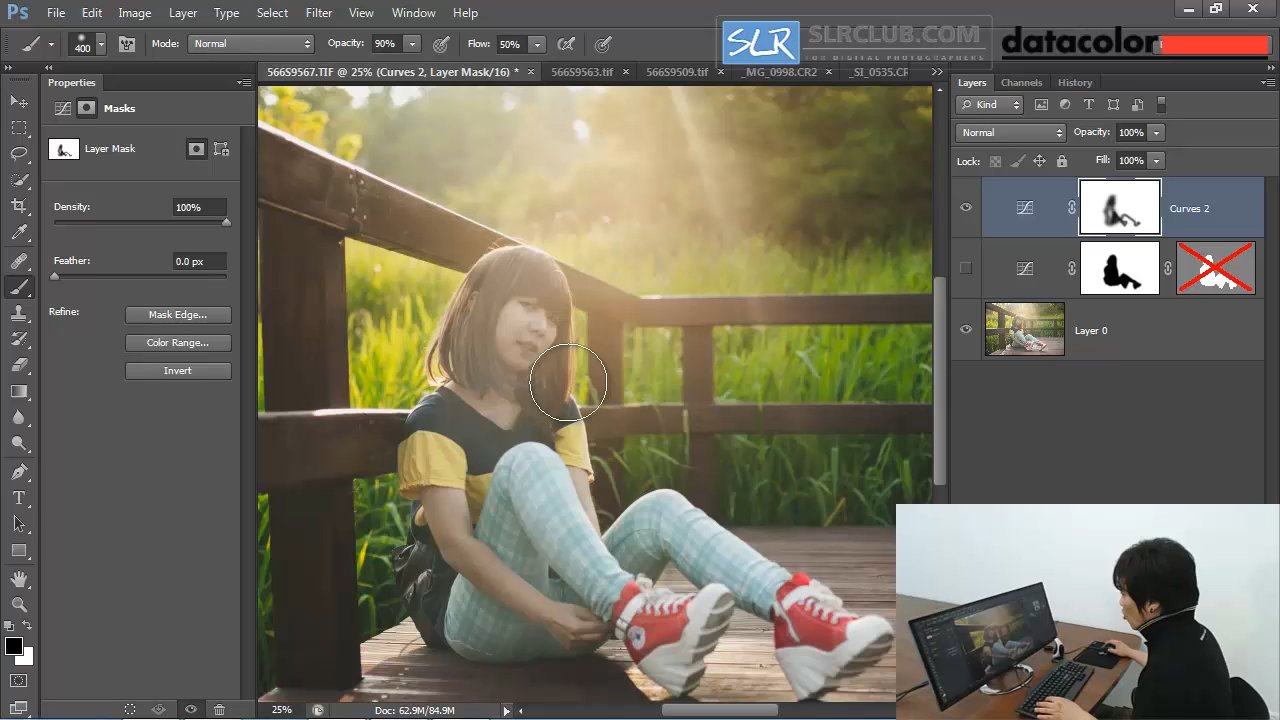 Ps File Edit Image Layer Type Select Filter View Window Help
400 Mode: Normal Opacity: 90% Flow: 50%
SLR SLRCLUB.COM
FOR DIGITAL PHOTOGRAPHERS
datacolor
566S9567.TIF @ 25% (Curves 2, Layer Mask/16) * × 566S9563.tif × 566S9509.tif × _MG_0998.CR2 × _SI_0535.CR
Properties
Masks
Layer Mask
Density: 100%
Feather: 0.0 px
Refine: Mask Edge...
Color Range...
Invert
Layers Channels History
Kind
Normal Opacity: 100%
Lock: Fill: 100%
Curves 2
Layer 0
25% Doc: 62.9M/84.9M